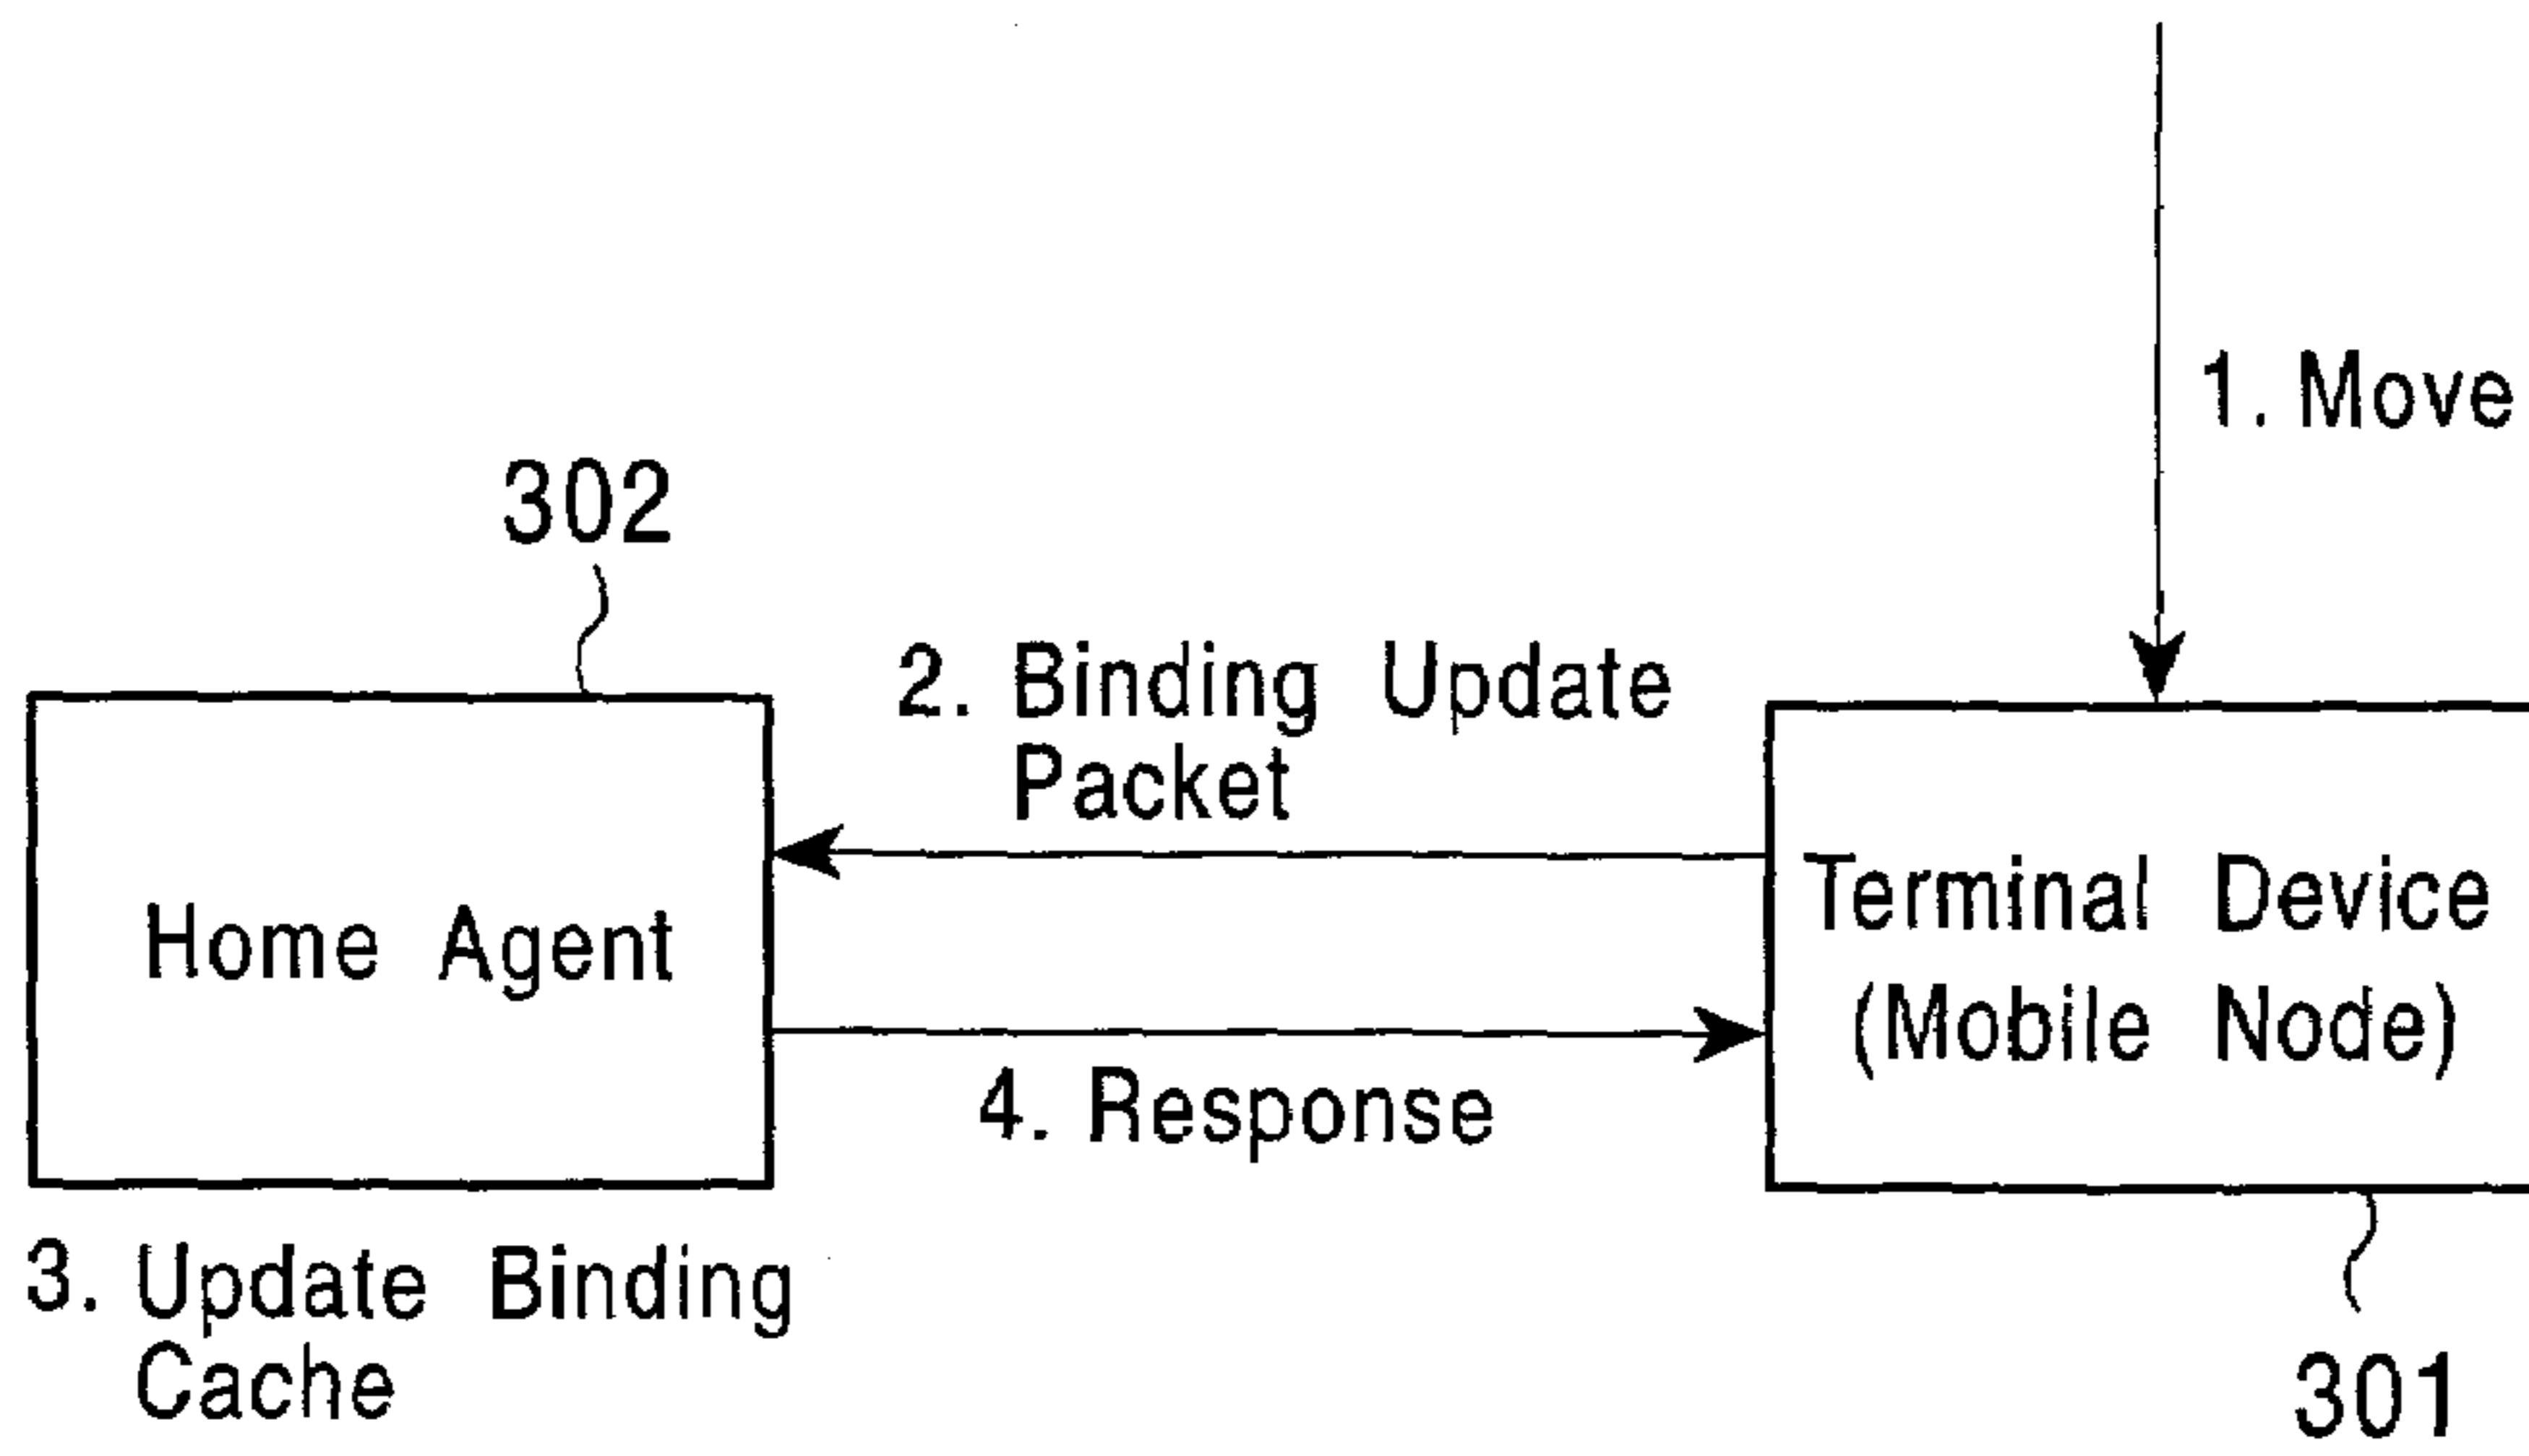 1. Move
302
2. Binding Update
Packet
Home Agent
Terminal Device
(Mobile Node)
4. Response
3. Update Binding
Cache
301